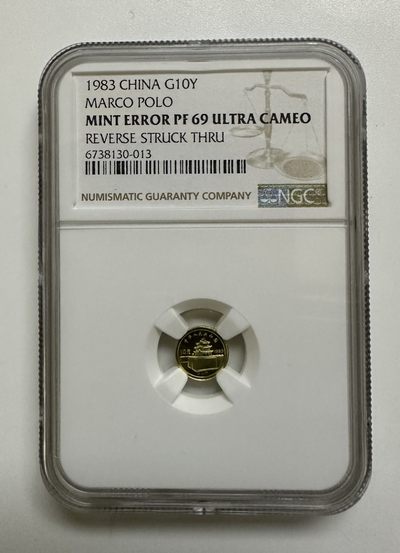 1983 CHINA G10Y
MARCO POLO
MINT ERROR PF 69 ULTRA CAMEO
REVERSE STRUCK THRU
6738130-013
NUMISMATIC GUARANTY COMPANY
NGC
1983